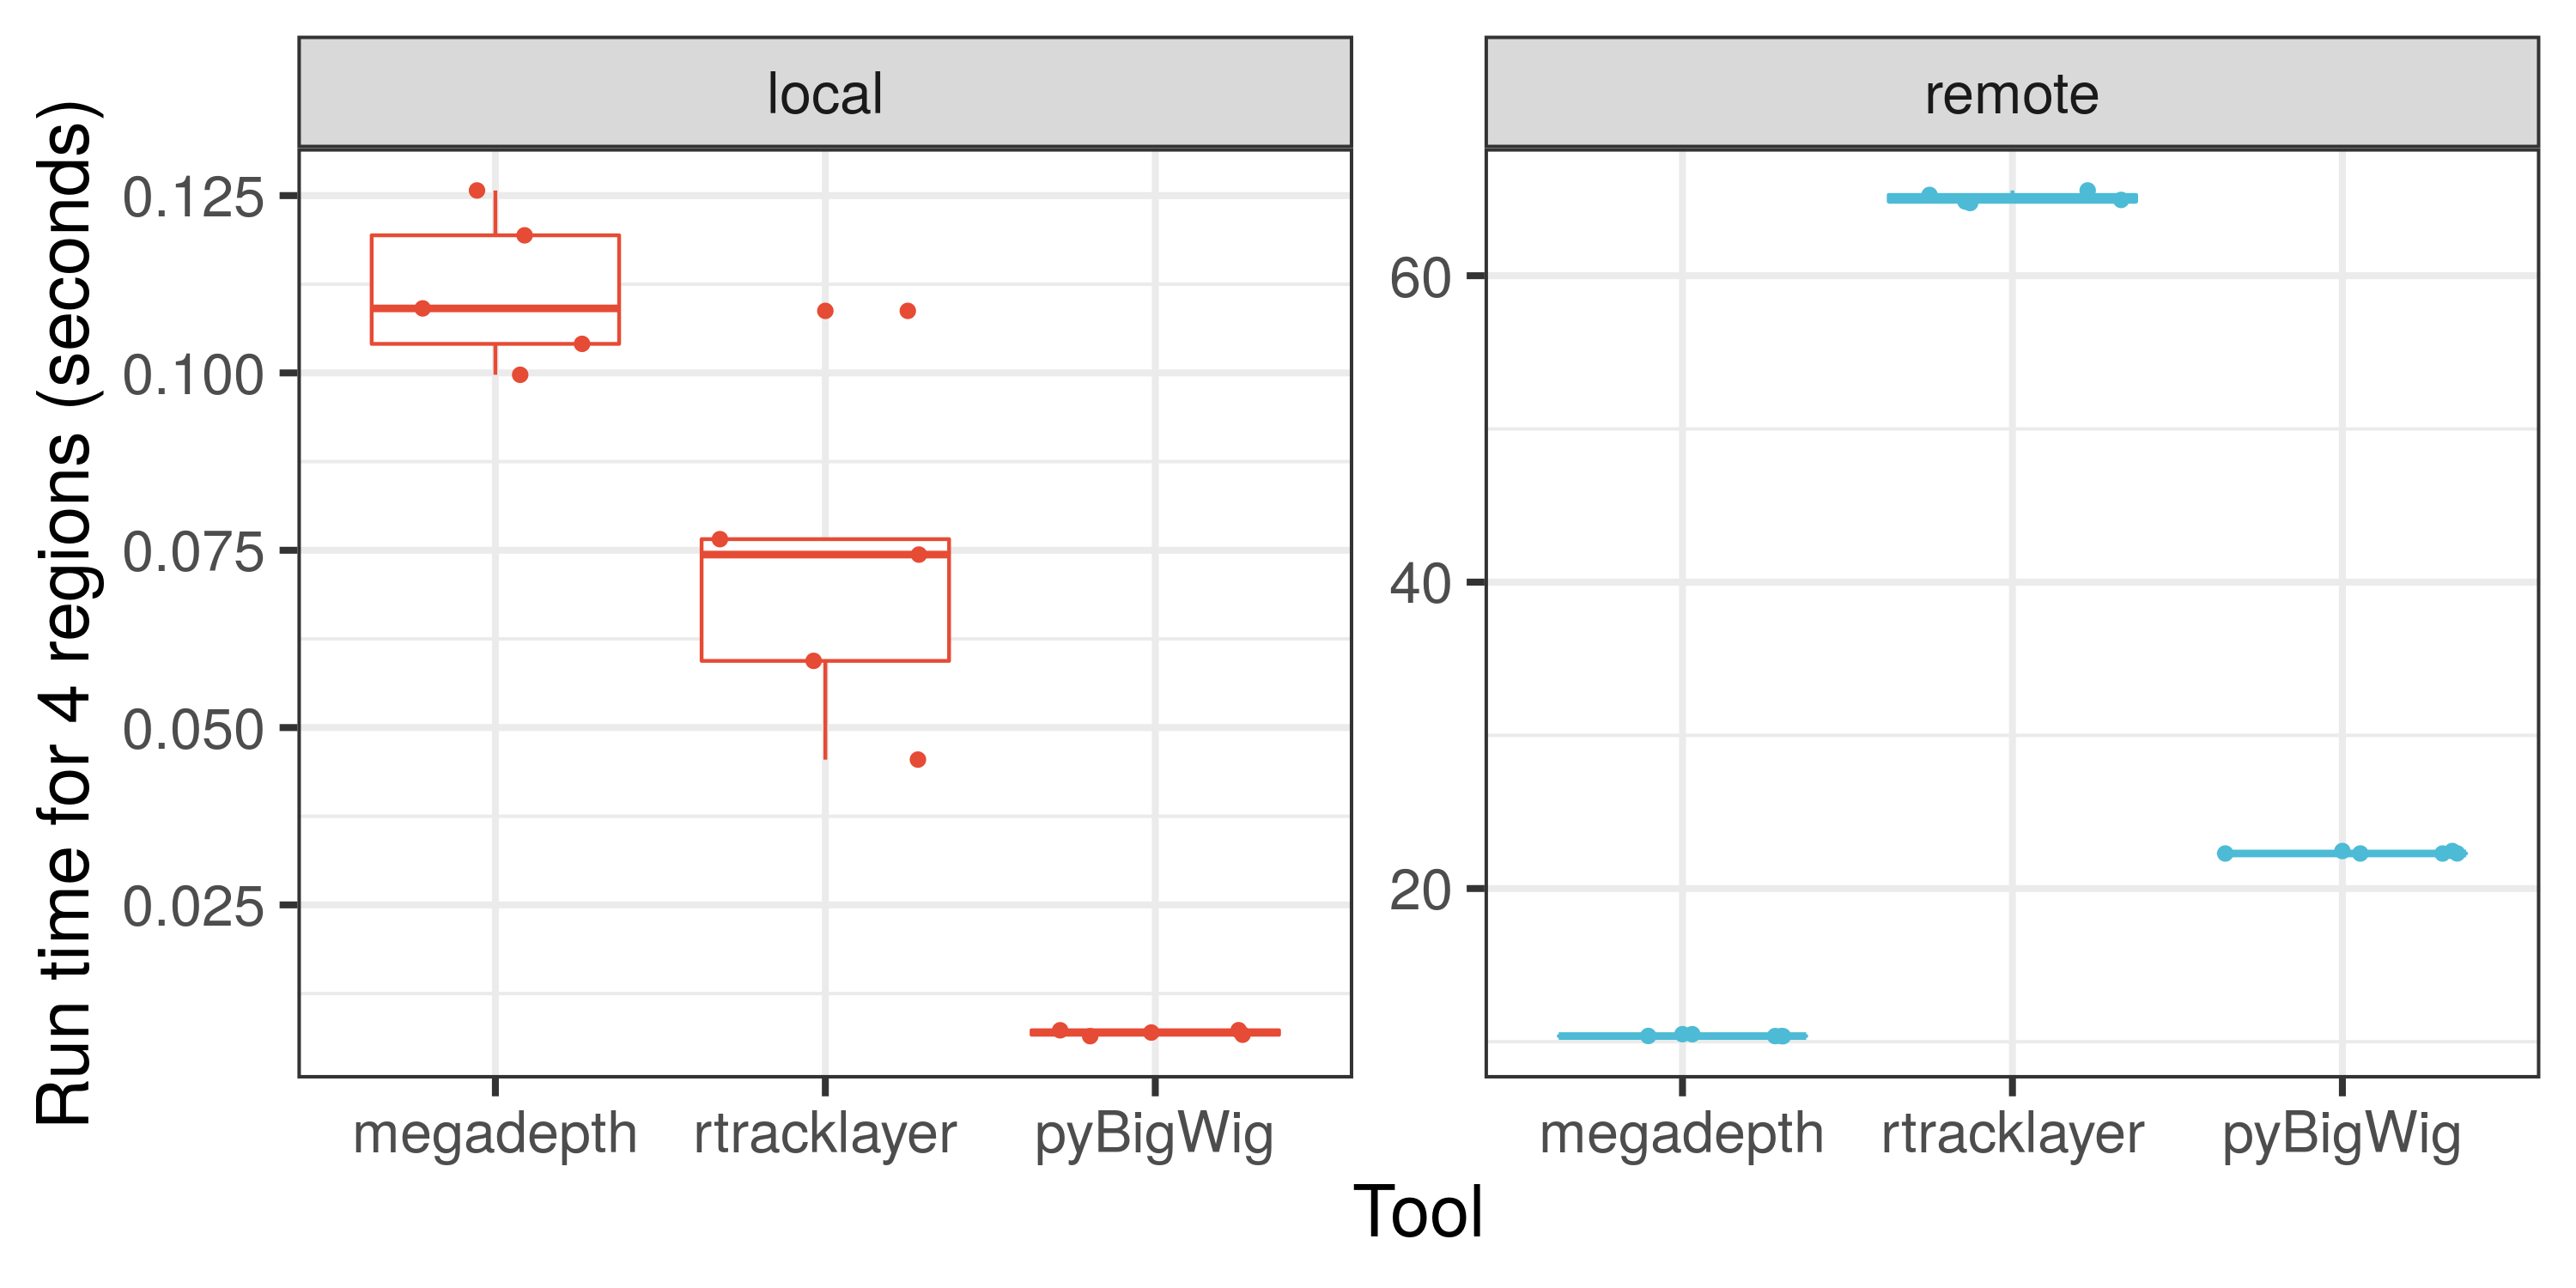 local
remote
Run time for 4 regions (seconds)
0.125
0.100
0.075
0.050
0.025
60
40
20
megadepth rtracklayer pyBigWig
megadepth rtracklayer pyBigWig
Tool